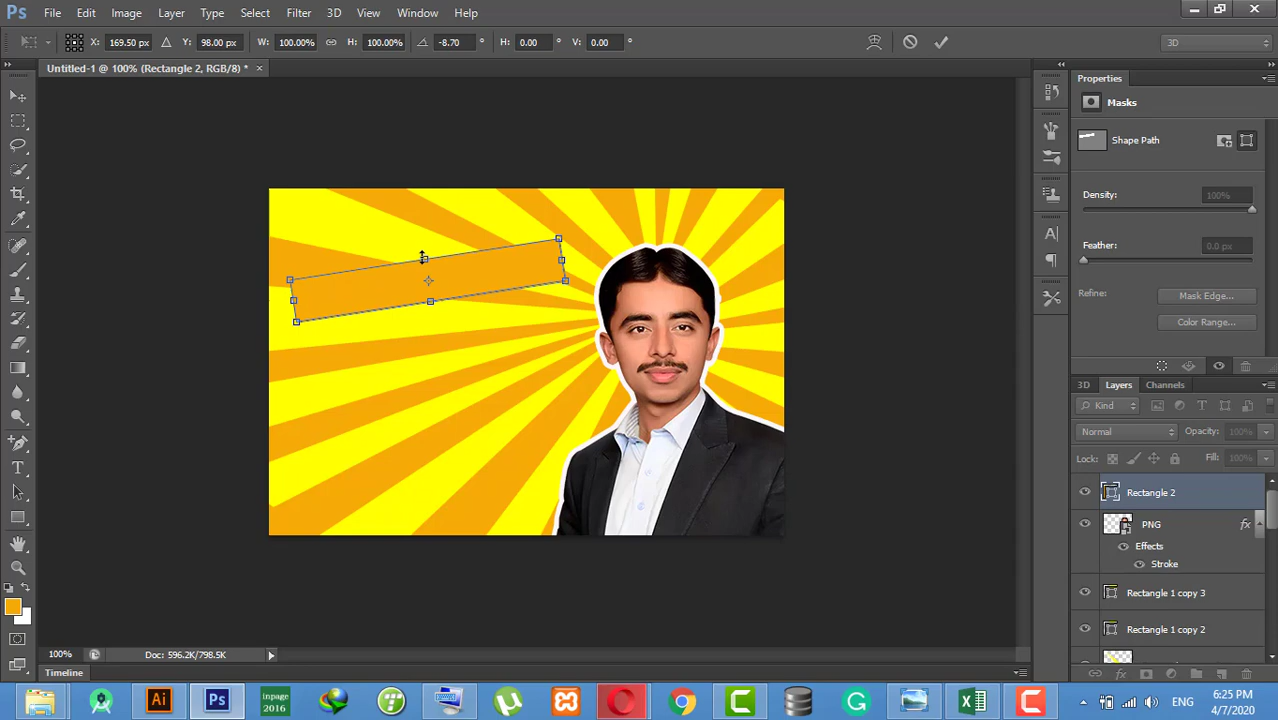 Ps File Edit Image Layer Type Select Filter 3D View Window Help
X: 169.50 px Y: 98.00 px W: 100.00% H: 100.00% -8.70 ° H: 0.00 ° V: 0.00 ° 3D
Untitled-1 @ 100% (Rectangle 2, RGB/8) * ×
Properties
Masks
Shape Path
Density: 100%
Feather: 0.0 px
Refine: Mask Edge...
Color Range...
3D Layers Channels
Kind
Normal Opacity: 100%
Lock: Fill: 100%
Rectangle 2
PNG fx
Effects
Stroke
Rectangle 1 copy 3
Rectangle 1 copy 2
100% Doc: 596.2K/798.5K
Timeline
Ai Ps inpage 2016 ENG 6:25 PM
4/7/2020